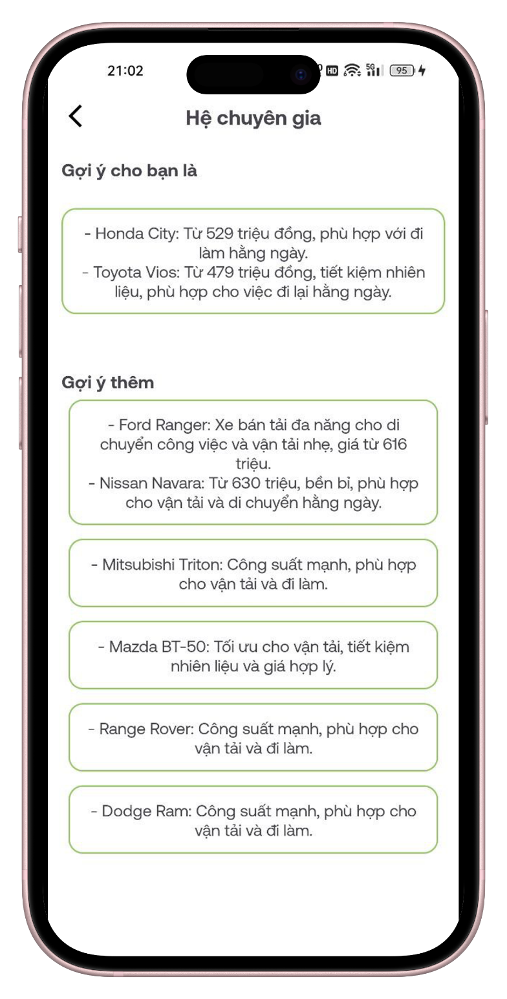 21:02
HD
5G
95
Hệ chuyên gia
Gợi ý cho bạn là
- Honda City: Từ 529 triệu đồng, phù hợp với đi
làm hằng ngày.
- Toyota Vios: Từ 479 triệu đồng, tiết kiệm nhiên
liệu, phù hợp cho việc đi lại hằng ngày.
Gợi ý thêm
- Ford Ranger: Xe bán tải đa năng cho di
chuyển công việc và vận tải nhẹ, giá từ 616
triệu.
- Nissan Navara: Từ 630 triệu, bền bỉ, phù hợp
cho vận tải và di chuyển hằng ngày.
- Mitsubishi Triton: Công suất mạnh, phù hợp
cho vận tải và đi làm.
- Mazda BT-50: Tối ưu cho vận tải, tiết kiệm
nhiên liệu và giá hợp lý.
- Range Rover: Công suất mạnh, phù hợp cho
vận tải và đi làm.
- Dodge Ram: Công suất mạnh, phù hợp cho
vận tải và đi làm.